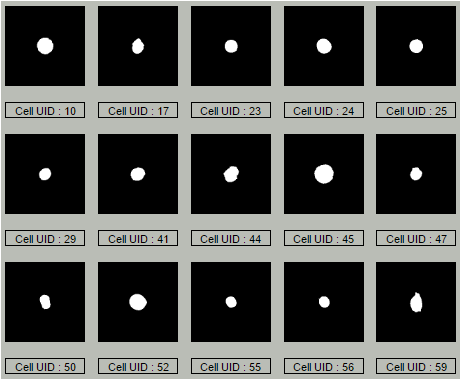 Cell UID : 10
Cell UID : 17
Cell UID : 23
Cell UID : 24
Cell UID : 25
Cell UID : 29
Cell UID : 41
Cell UID : 44
Cell UID : 45
Cell UID : 47
Cell UID : 50
Cell UID : 52
Cell UID : 55
Cell UID : 56
Cell UID : 59